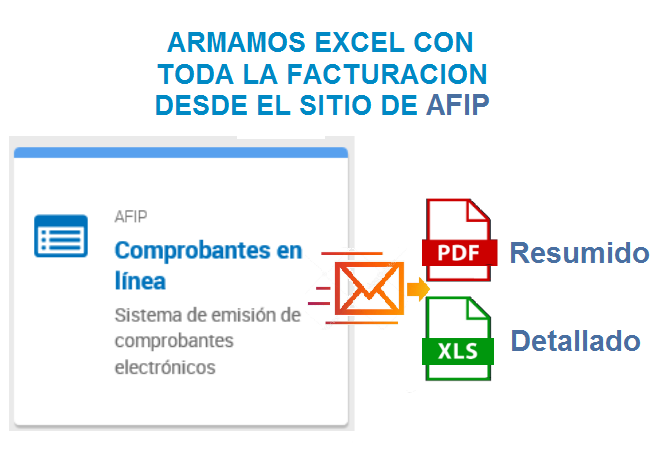 ARMAMOS EXCEL CON
TODA LA FACTURACION
DESDE EL SITIO DE AFIP
AFIP
Comprobantes en
línea
Sistema de emisión de
comprobantes
electrónicos
PDF
Resumido
XLS
Detallado